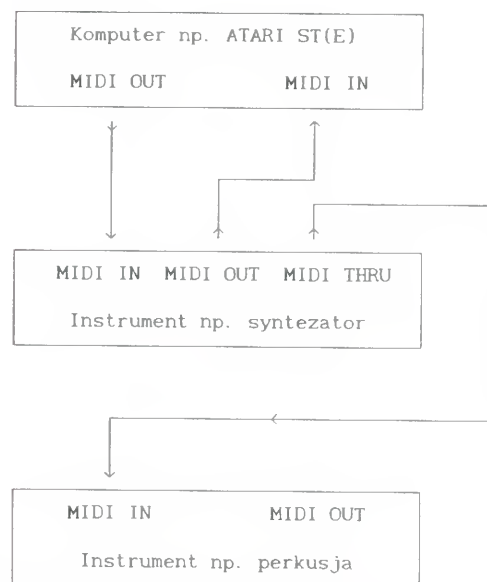 Komputer np. ATARI ST(E)
MIDI OUT MIDI IN
MIDI IN MIDI OUT MIDI THRU
Instrument np. syntezator
MIDI IN MIDI OUT
Instrument np. perkusja